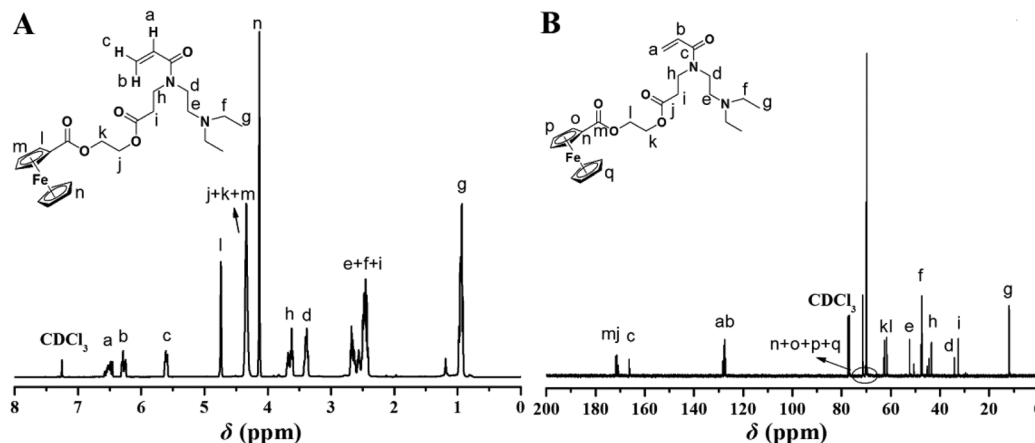 A
a
c
H
H
O
H
b
N
d
h
e
f
O
i
N
g
O
l
k
O
m
O
j
Fe
n
n
j+k+m
g
l
e+f+i
h
d
CDCl3
a
b
c
8 7 6 5 4 3 2 1 0
δ (ppm)
B
b
a
O
c
h
N
d
O
i
e
N
f
g
O
l
j
p
o
m
O
O
n
k
Fe
q
f
CDCl3
g
ab
kl
e
h
i
mj
c
n+o+p+q
d
200 180 160 140 120 100 80 60 40 20 0
δ (ppm)